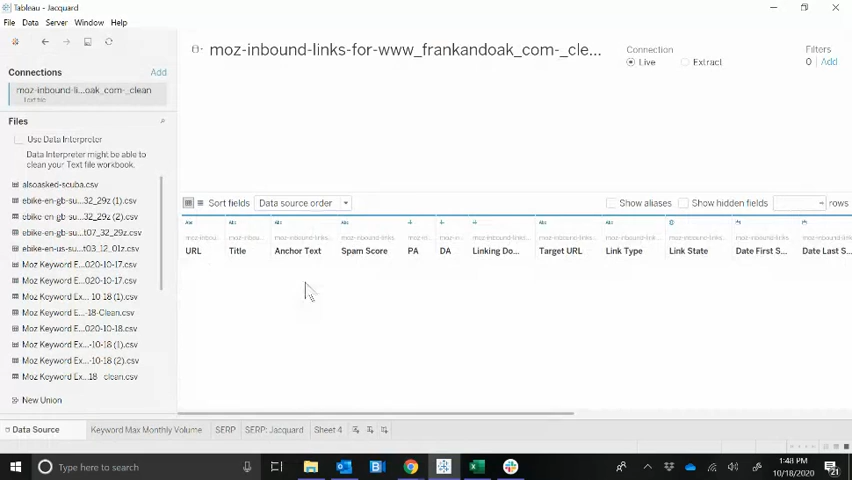 Tableau - Jacquard
File Data Server Window Help
Connections Add
moz-inbound-li...oak_com-_clean
Text file
Files
Use Data Interpreter
Data Interpreter might be able to
clean your Text file workbook.
alsoasked-scuba.csv
ebike-en-gb-su...32_29z (1).csv
ebike-en-gb-su...32_29z (2).csv
ebike-en-gb-su...t07_32_29z.csv
ebike-en-us-su...t03_12_01z.csv
Moz Keyword E...020-10-17.csv
Moz Keyword E...020-10-17.csv
Moz Keyword Ex... 10 18 (1).csv
Moz Keyword E...-18-Clean.csv
Moz Keyword E...020-10-18.csv
Moz Keyword Ex...-10-18 (1).csv
Moz Keyword Ex...-10-18 (2).csv
Moz Keyword Ex...18 clean.csv
New Union
moz-inbound-links-for-www_frankandoak_com-_cle...
Connection
Live Extract
Filters
0 Add
Sort fields Data source order
Show aliases Show hidden fields rows
Abc Abc Abc Abc Abc Abc
URL Title Anchor Text Spam Score PA DA Linking Do... Target URL Link Type Link State Date First S... Date Last S...
Data Source Keyword Max Monthly Volume SERP SERP: Jacquard Sheet 4
Type here to search
1:48 PM
10/18/2020
21